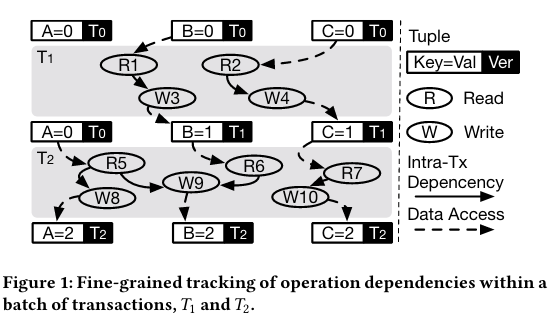 A=0 T0 B=0 T0 C=0 T0
T1
R1 R2
W3 W4
A=0 T0 B=1 T1 C=1 T1
T2
R5 R6 R7
W8 W9 W10
A=2 T2 B=2 T2 C=2 T2
Tuple
Key=Val Ver
R Read
W Write
Intra-Tx
Depencency
Data Access
Figure 1: Fine-grained tracking of operation dependencies within a
batch of transactions, T1 and T2.